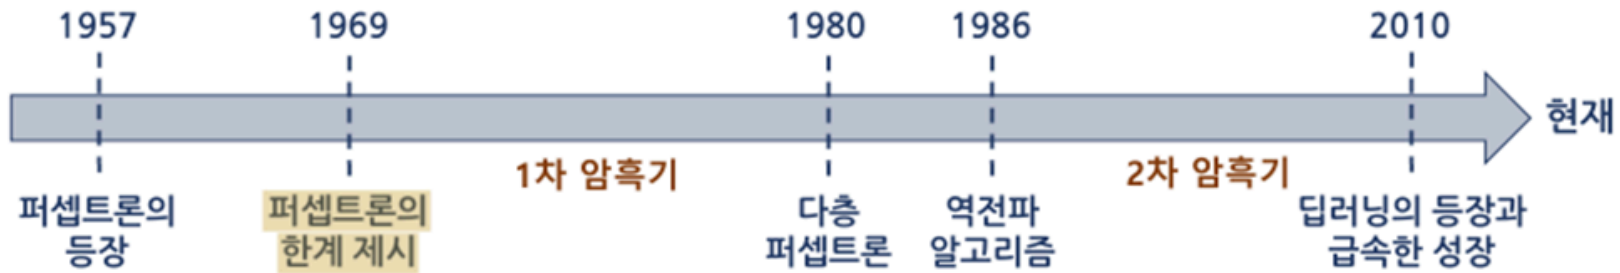 1957
1969
1980
1986
2010
현재
1차 암흑기
2차 암흑기
퍼셉트론의
등장
퍼셉트론의
한계 제시
다층
퍼셉트론
역전파
알고리즘
딥러닝의 등장과
급속한 성장